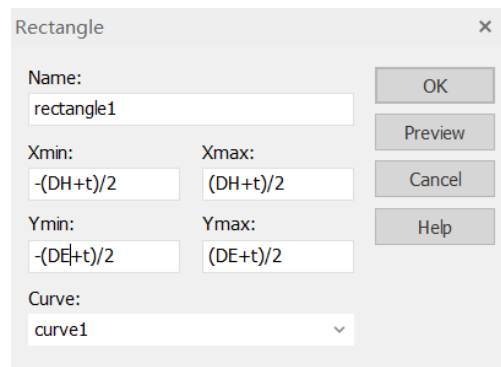 Rectangle
Name:
rectangle1
OK
Preview
Xmin: Xmax:
-(DH+t)/2 (DH+t)/2
Cancel
Ymin: Ymax:
Help
-(DE+t)/2 (DE+t)/2
Curve:
curve1